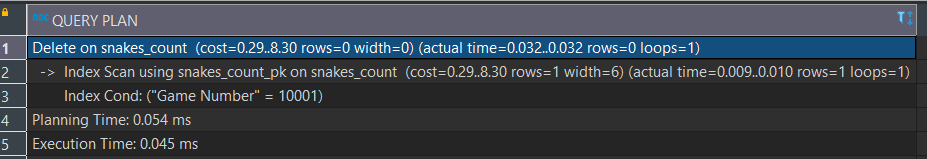 QUERY PLAN
1 Delete on snakes_count (cost=0.29..8.30 rows=0 width=0) (actual time=0.032..0.032 rows=0 loops=1)
2 -> Index Scan using snakes_count_pk on snakes_count (cost=0.29..8.30 rows=1 width=6) (actual time=0.009..0.010 rows=1 loops=1)
3 Index Cond: ("Game Number" = 10001)
4 Planning Time: 0.054 ms
5 Execution Time: 0.045 ms